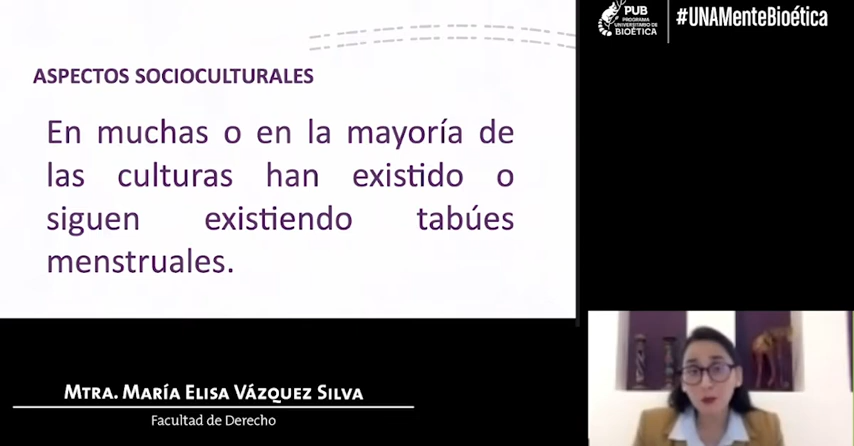 PUB
PROGRAMA
UNIVERSITARIO
DE
BIOÉTICA
#UNAMenteBioética
ASPECTOS SOCIOCULTURALES
En muchas o en la mayoría de
las culturas han existido o
siguen existiendo tabúes
menstruales.
MTRA. MARÍA ELISA VÁZQUEZ SILVA
Facultad de Derecho